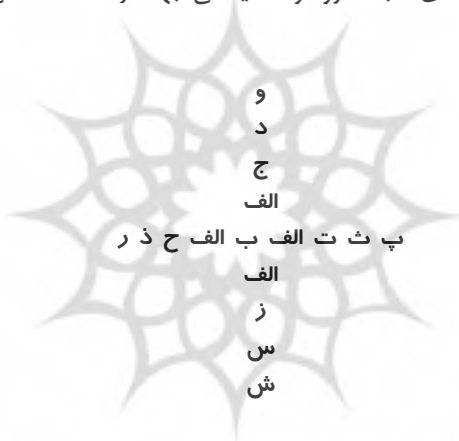 و
د
ج
الف
پ ث ت الف ب الف ح ذ ر
الف
ز
س
ش